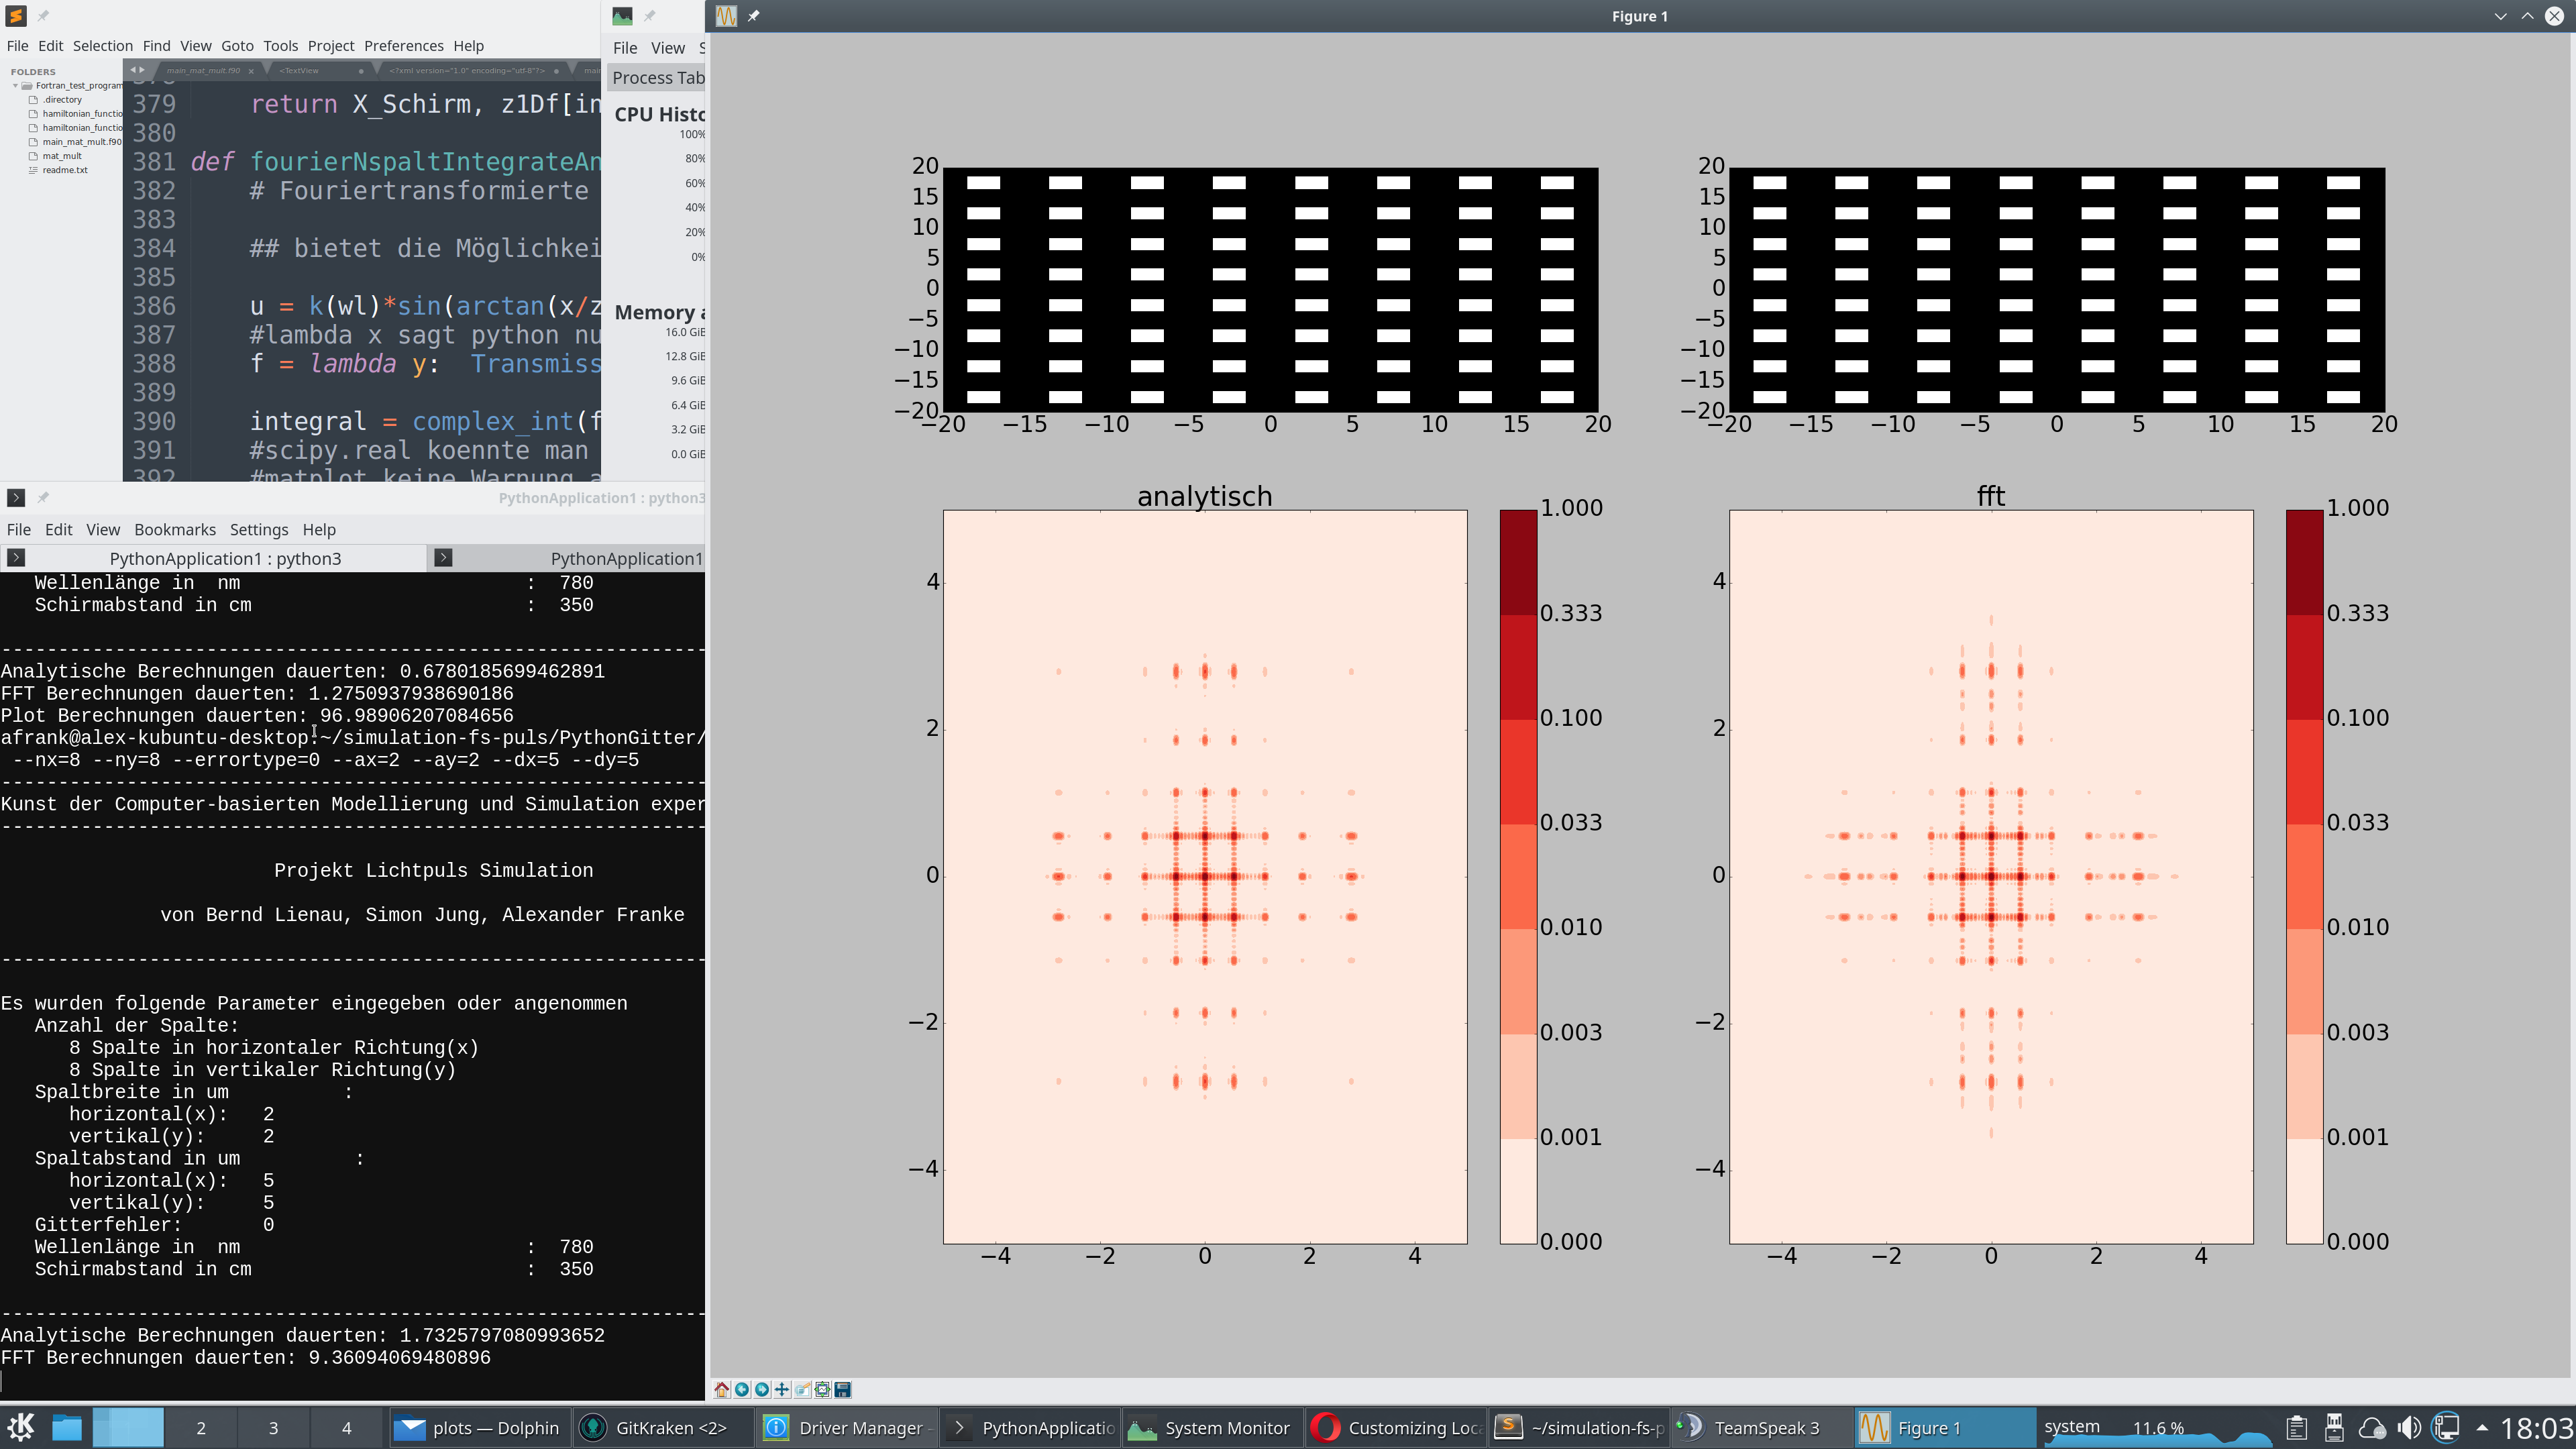 File Edit Selection Find View Goto Tools Project Preferences Help
FOLDERS
Fortran_test_program
.directory
hamiltonian_functio
hamiltonian_functio
main_mat_mult.f90
mat_mult
readme.txt
main_mat_mult.f90
<TextView
<?xml version="1.0" encoding="utf-8"?>
main
379 return X_Schirm, z1Df[in
380
381 def fourierNspaltIntegrateAn
382 # Fouriertransformierte
383
384 ## bietet die Möglichkei
385
386 u = k(wl)*sin(arctan(x/z
387 #lambda x sagt python nu
388 f = lambda y: Transmiss
389
390 integral = complex_int(f
391 #scipy.real koennte man
392 #matplot keine Warnung a
File View S
Process Tab
CPU Histo
100%
80%
60%
40%
20%
0%
Memory a
16.0 GiB
12.8 GiB
9.6 GiB
6.4 GiB
3.2 GiB
0.0 GiB
PythonApplication1 : python3
File Edit View Bookmarks Settings Help
PythonApplication1 : python3
PythonApplication1
Wellenlänge in nm : 780
Schirmabstand in cm : 350
--------------------------------------------------------------
Analytische Berechnungen dauerten: 0.6780185699462891
FFT Berechnungen dauerten: 1.2750937938690186
Plot Berechnungen dauerten: 96.98906207084656
afrank@alex-kubuntu-desktop:~/simulation-fs-puls/PythonGitter/
--nx=8 --ny=8 --errortype=0 --ax=2 --ay=2 --dx=5 --dy=5
--------------------------------------------------------------
Kunst der Computer-basierten Modellierung und Simulation exper
--------------------------------------------------------------
Projekt Lichtpuls Simulation
von Bernd Lienau, Simon Jung, Alexander Franke
--------------------------------------------------------------
Es wurden folgende Parameter eingegeben oder angenommen
Anzahl der Spalte:
8 Spalte in horizontaler Richtung(x)
8 Spalte in vertikaler Richtung(y)
Spaltbreite in um :
horizontal(x): 2
vertikal(y): 2
Spaltabstand in um :
horizontal(x): 5
vertikal(y): 5
Gitterfehler: 0
Wellenlänge in nm : 780
Schirmabstand in cm : 350
--------------------------------------------------------------
Analytische Berechnungen dauerten: 1.7325797080993652
FFT Berechnungen dauerten: 9.36094069480896
Figure 1
20
15
10
5
0
−5
−10
−15
−20
−20 −15 −10 −5 0 5 10 15 20
20
15
10
5
0
−5
−10
−15
−20
−20 −15 −10 −5 0 5 10 15 20
analytisch
4
2
0
−2
−4
−4 −2 0 2 4
1.000
0.333
0.100
0.033
0.010
0.003
0.001
0.000
fft
4
2
0
−2
−4
−4 −2 0 2 4
1.000
0.333
0.100
0.033
0.010
0.003
0.001
0.000
2 3 4 plots — Dolphin GitKraken <2> Driver Manager PythonApplicatio System Monitor Customizing Loc ~/simulation-fs-p TeamSpeak 3 Figure 1 system 11.6 % 18:03